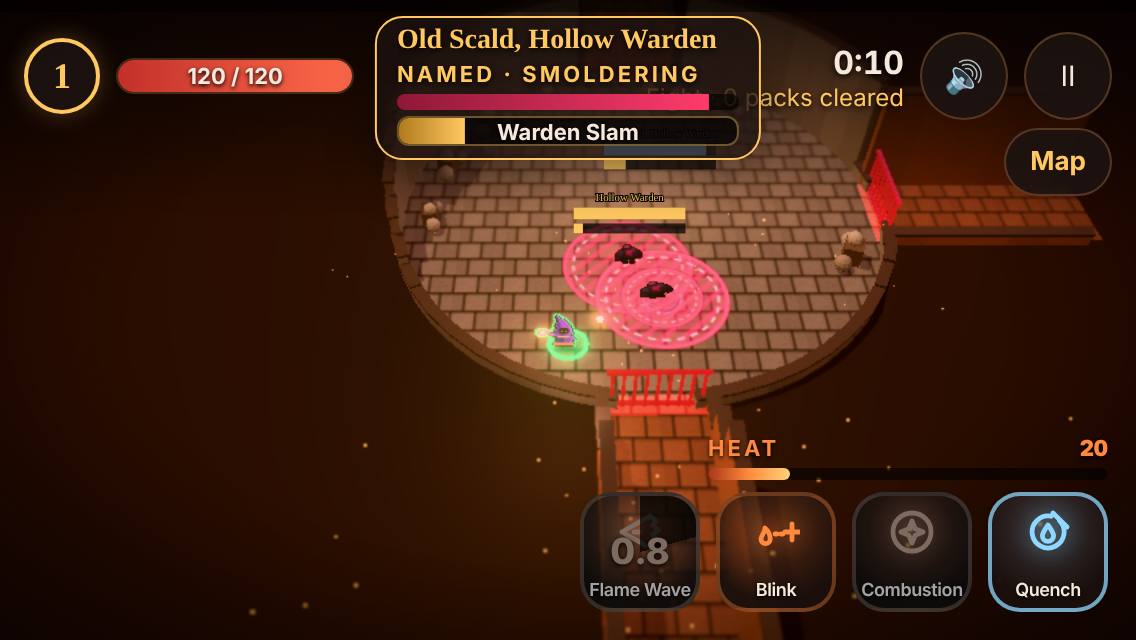 1
120 / 120
Old Scald, Hollow Warden
NAMED · SMOLDERING
Warden Slam
0:10
0 packs cleared
Map
Hollow Warden
HEAT
20
0.8
Flame Wave
Blink
Combustion
Quench